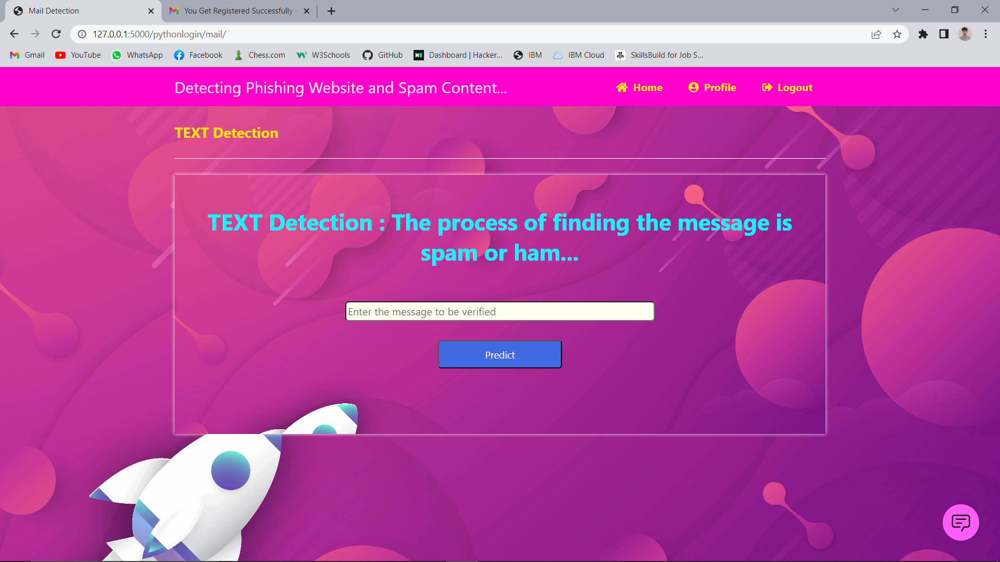 Mail Detection
You Get Registered Successfully -
127.0.0.1:5000/pythonlogin/mail/
Gmail YouTube WhatsApp Facebook Chess.com W3Schools GitHub Dashboard | Hacker... IBM IBM Cloud SkillsBuild for Job S...
Detecting Phishing Website and Spam Content... Home Profile Logout
TEXT Detection
TEXT Detection : The process of finding the message is
spam or ham...
Enter the message to be verified
Predict